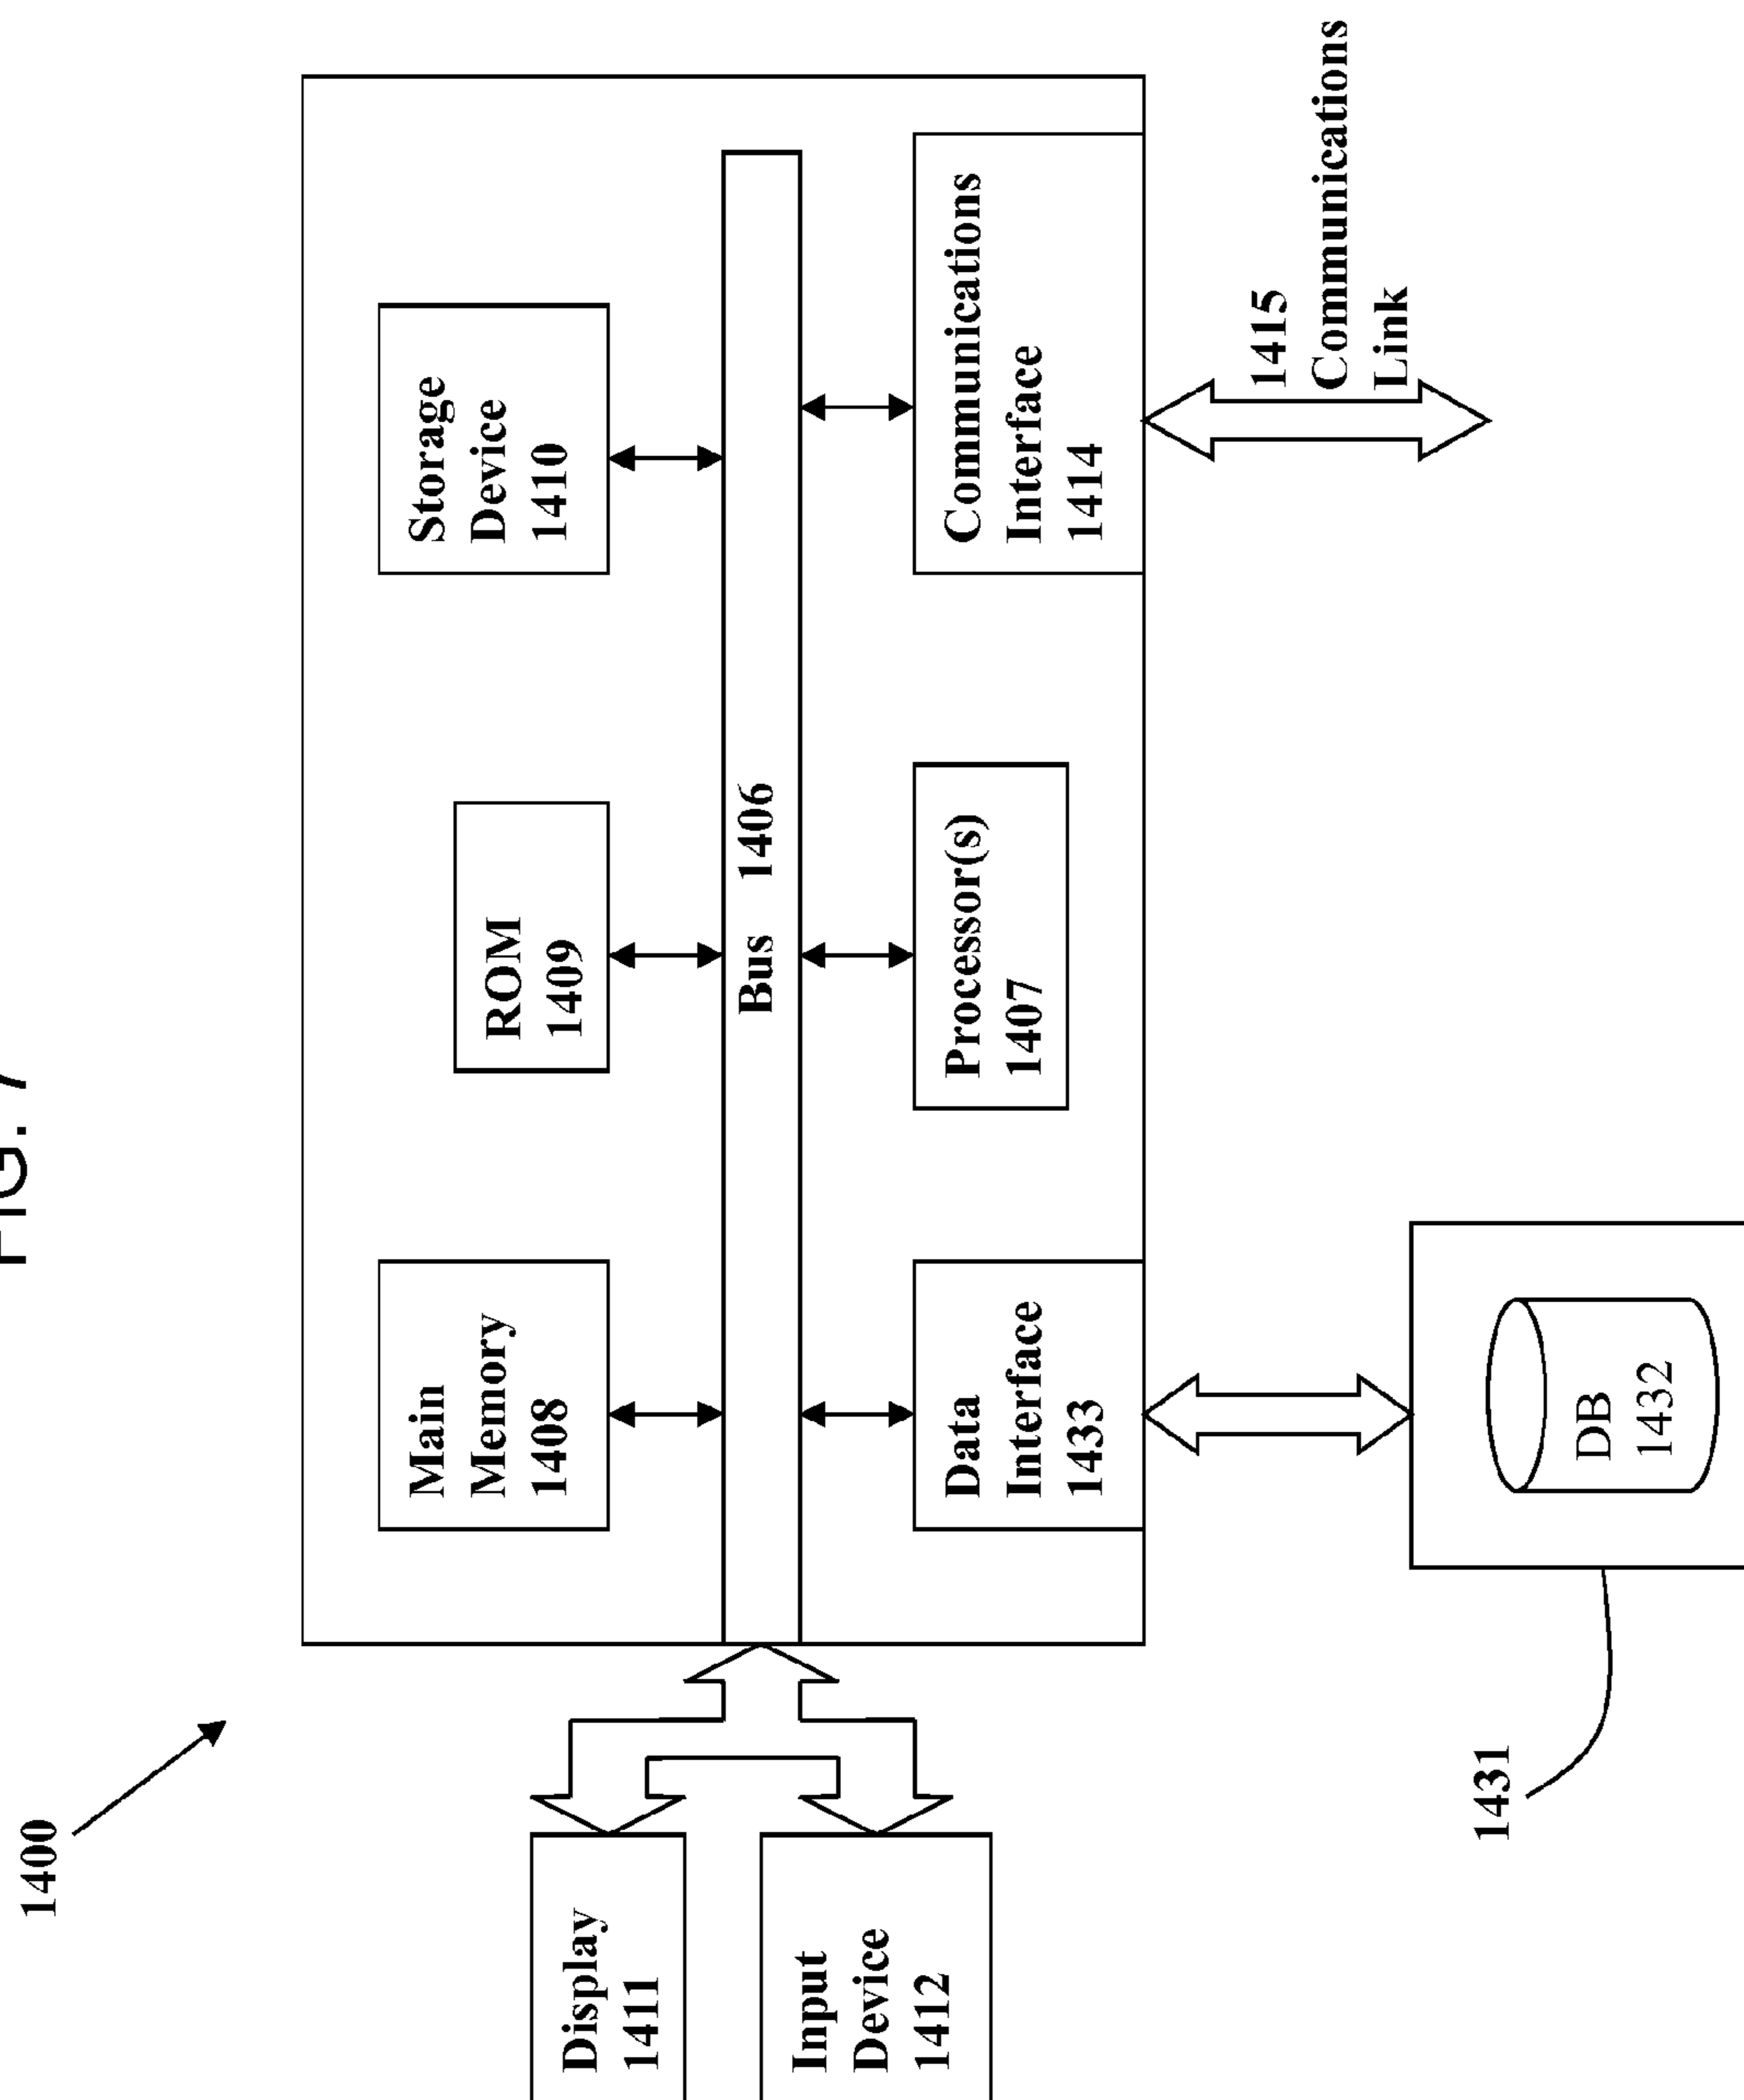 FIG. 7
1400
Main
Memory
1408
ROM
1409
Storage
Device
1410
Display
1411
Bus 1406
Input
Device
1412
Data
Interface
1433
Processor(s)
1407
Communications
Interface
1414
1415
Communications
Link
1431
DB
1432